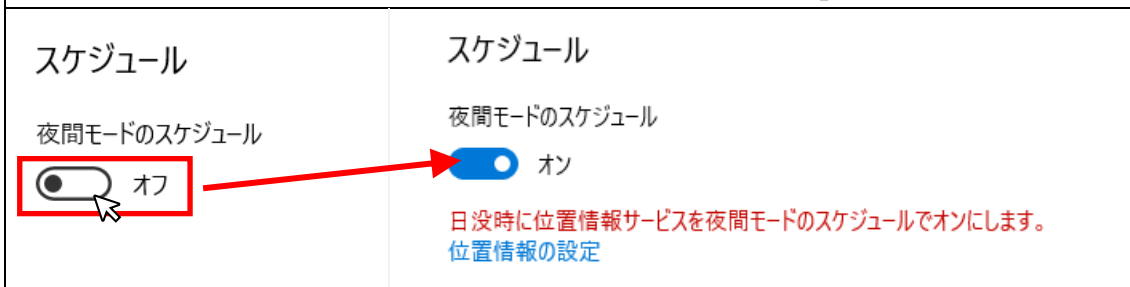 スケジュール
夜間モードのスケジュール
オフ
スケジュール
夜間モードのスケジュール
オン
日没時に位置情報サービスを夜間モードのスケジュールでオンにします。
位置情報の設定